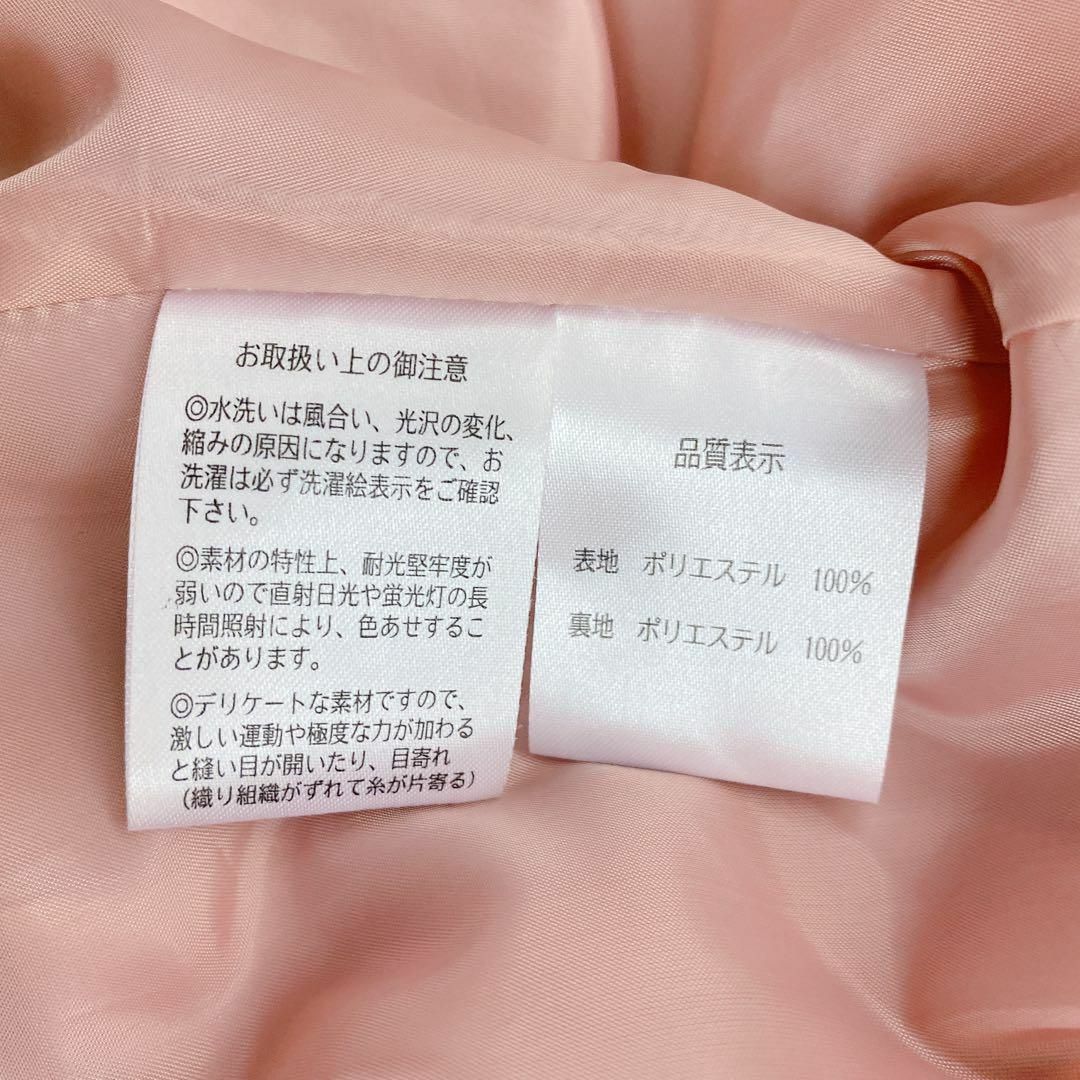 お取扱い上の御注意
◎水洗いは風合い、光沢の変化、
縮みの原因になりますので、お
洗濯は必ず洗濯絵表示をご確認
下さい。
◎素材の特性上、耐光堅牢度が
弱いので直射日光や蛍光灯の長
時間照射により、色あせするこ
とがあります。
◎デリケートな素材ですので、
激しい運動や極度な力が加わる
と縫い目が開いたり、目寄れ
(織り組織がずれて糸が片寄る)
品質表示
表地 ポリエステル 100%
裏地 ポリエステル 100%